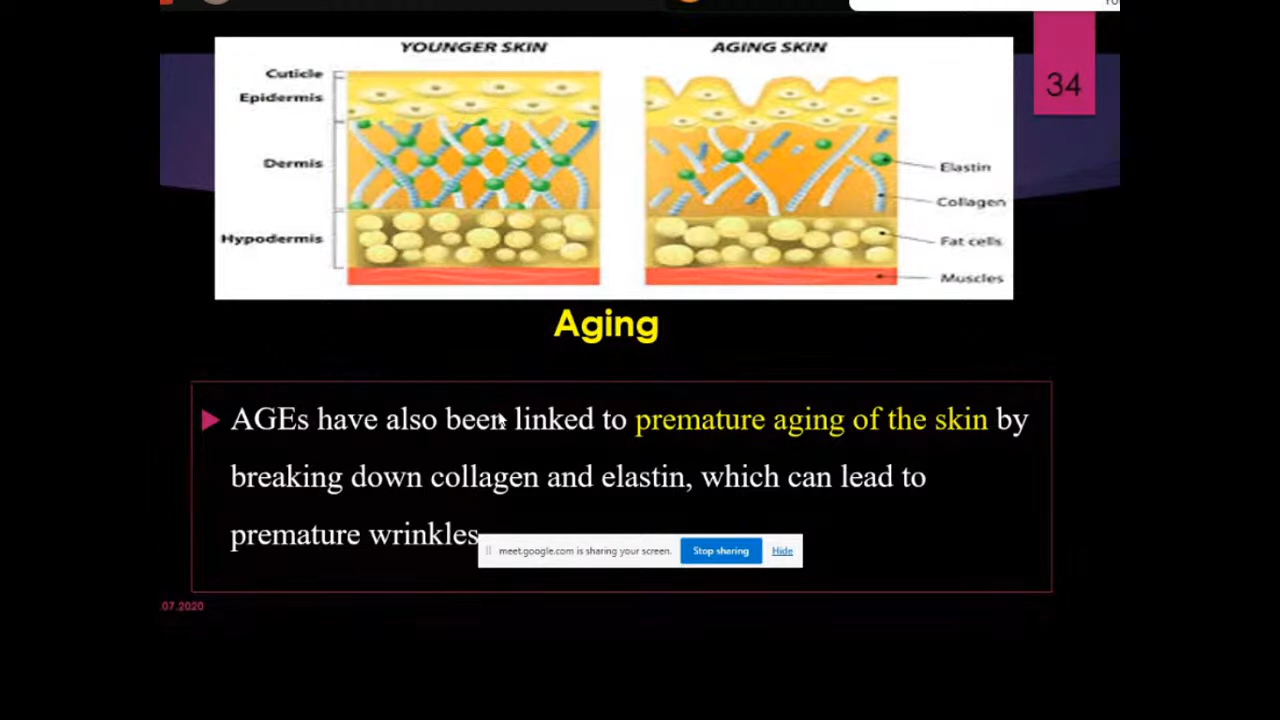 YOUNGER SKIN
AGING SKIN
34
Cuticle
Epidermis
Dermis
Hypodermis
Elastin
Collagen
Fat cells
Muscles
Aging
AGEs have also been linked to premature aging of the skin by
breaking down collagen and elastin, which can lead to
premature wrinkles
meet.google.com is sharing your screen.
Stop sharing
Hide
.07.2020